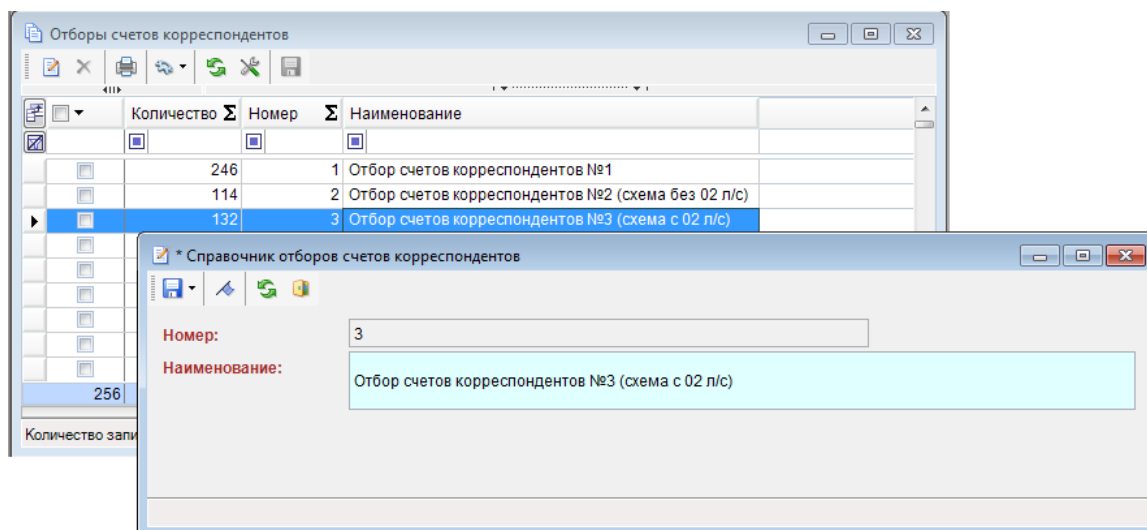 Отборы счетов корреспондентов
Количество Σ Номер Σ Наименование
246 1 Отбор счетов корреспондентов №1
114 2 Отбор счетов корреспондентов №2 (схема без 02 л/с)
132 3 Отбор счетов корреспондентов №3 (схема с 02 л/с)
256
Количество запи
* Справочник отборов счетов корреспондентов
Номер: 3
Наименование: Отбор счетов корреспондентов №3 (схема с 02 л/с)